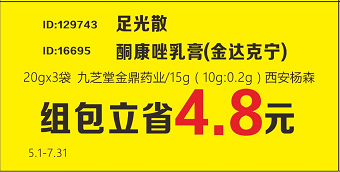 ID:129743 足光散
ID:16695 酮康唑乳膏(金达克宁)
20gx3袋 九芝堂金鼎药业/15g（10g:0.2g）西安杨森
组包立省4.8元
5.1-7.31